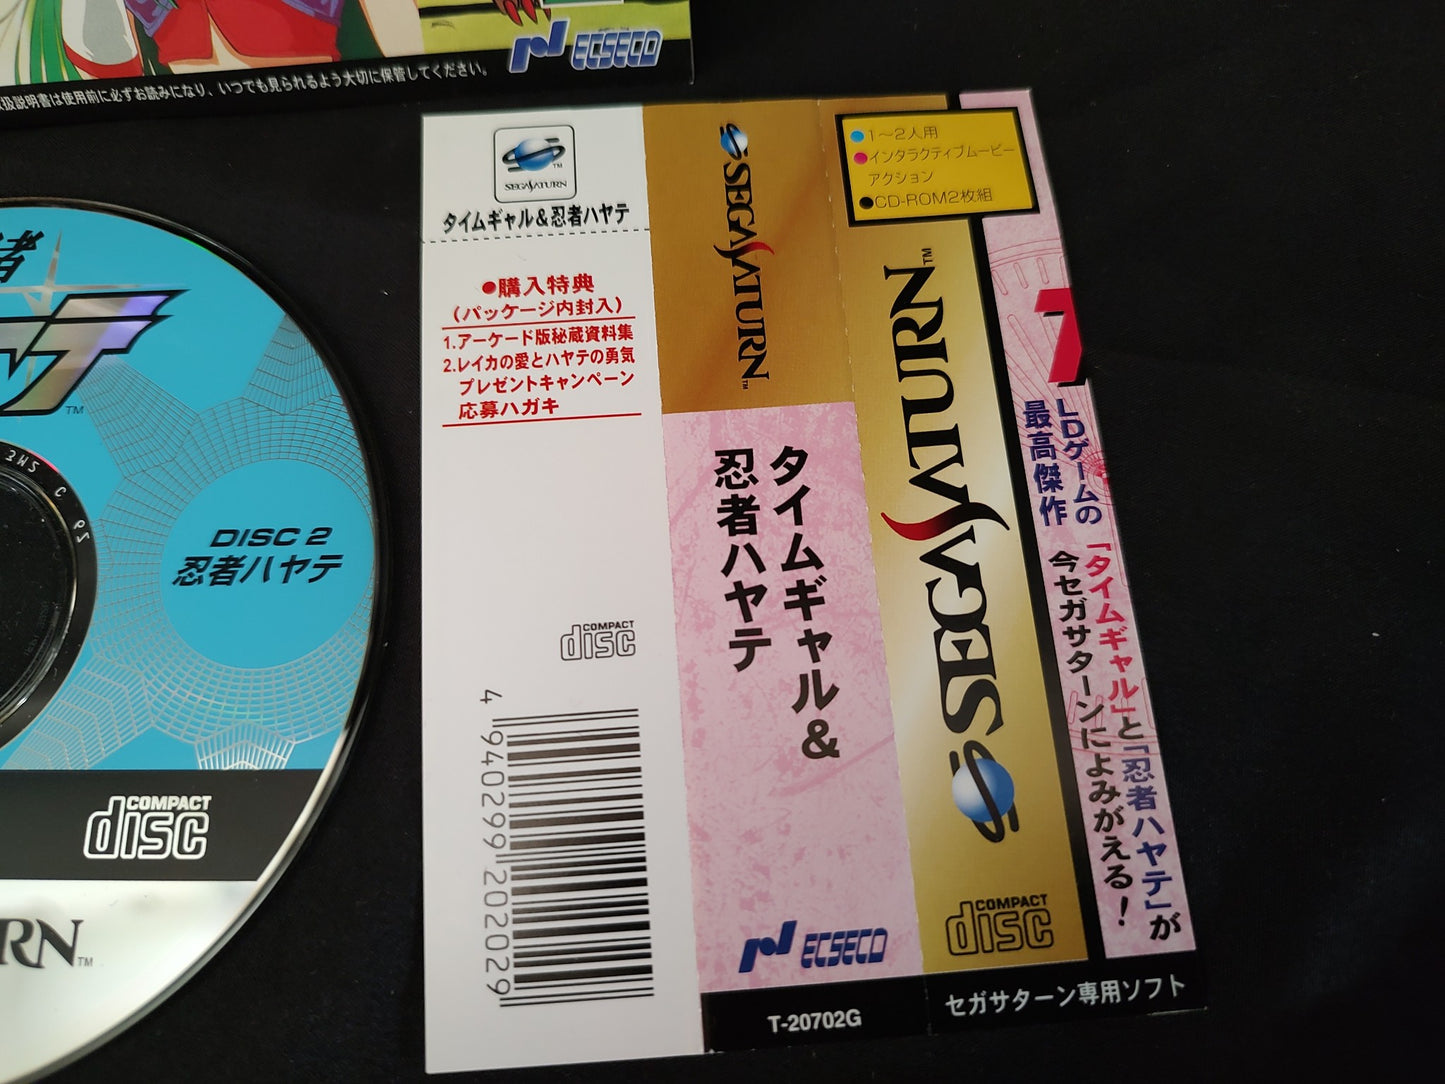 ECSECO
扱説明書は使用前に必ずお読みになり、いつでも見られるよう大切に保管してください。
者
TM
DISC 2
忍者ハヤテ
COMPACT
disc
URN TM
TM
SEGA SATURN
タイムギャル&忍者ハヤテ
●購入特典
(パッケージ内封入)
1.アーケード版秘蔵資料集
2.レイカの愛とハヤテの勇気
プレゼントキャンペーン
応募ハガキ
COMPACT
disc
4 940299 202029
SEGA SATURN TM
タイムギャル&
忍者ハヤテ
ECSECO
T-20702G
●1〜2人用
●インタラクティブムービー
アクション
●CD-ROM2枚組
SEGA SATURN TM
COMPACT
disc
LDゲームの
最高傑作
「タイムギャル」と「忍者ハヤテ」が
今セガサターンによみがえる!
セガサターン専用ソフト